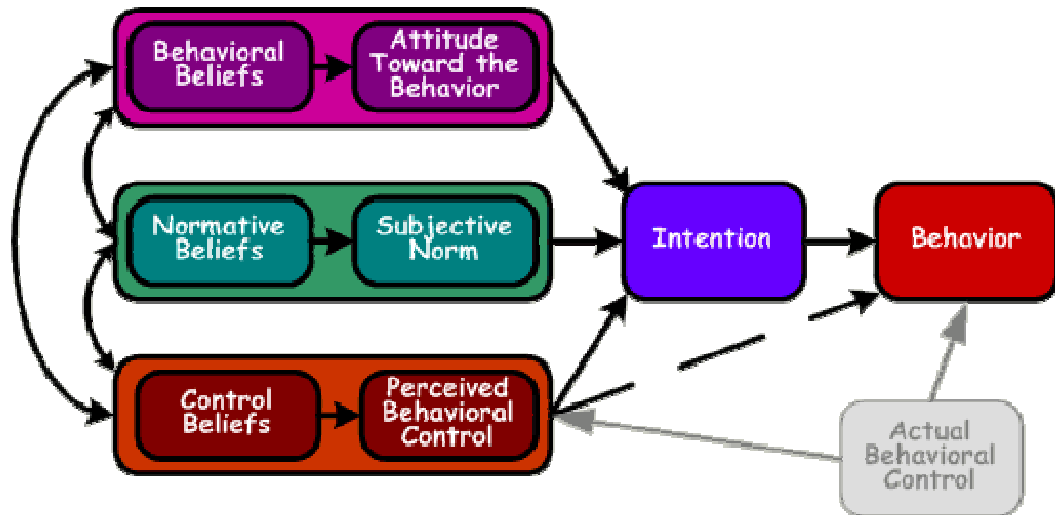 Behavioral
Beliefs
Attitude
Toward the
Behavior
Normative
Beliefs
Subjective
Norm
Intention
Behavior
Control
Beliefs
Perceived
Behavioral
Control
Actual
Behavioral
Control